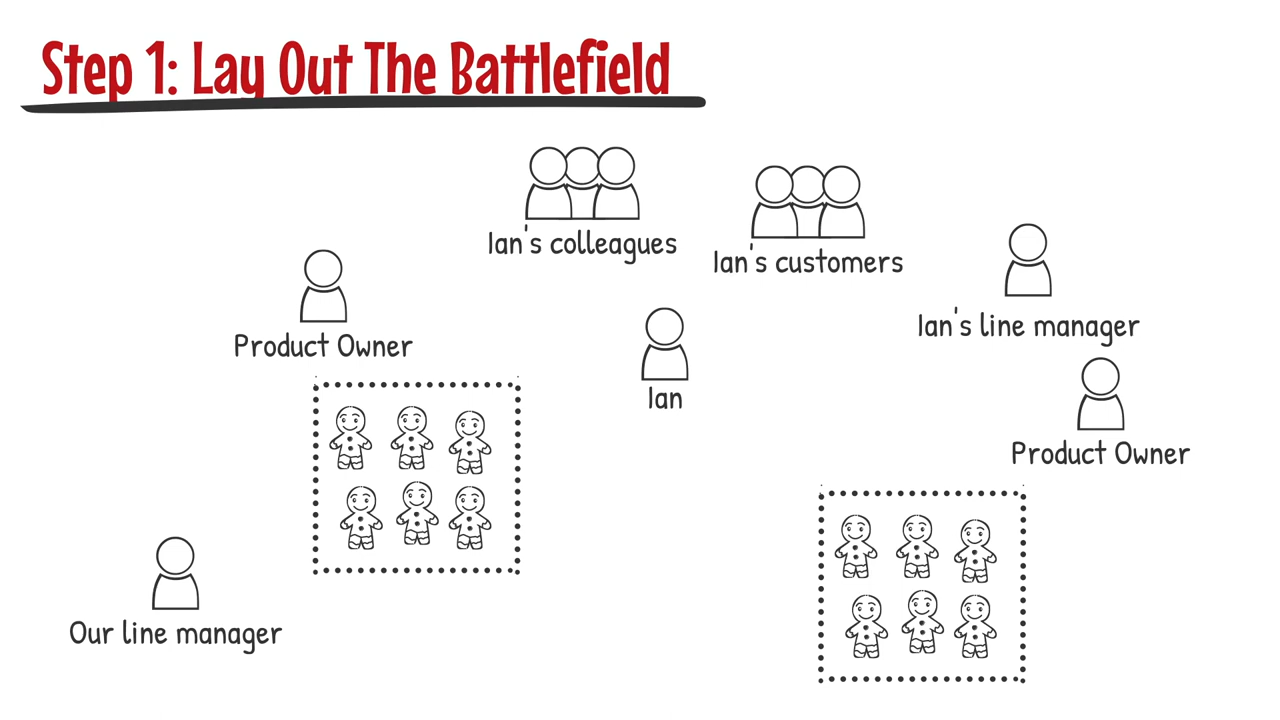 Step 1: Lay Out The Battlefield
Ian's colleagues
Ian's customers
Ian's line manager
Product Owner
Ian
Product Owner
Our line manager